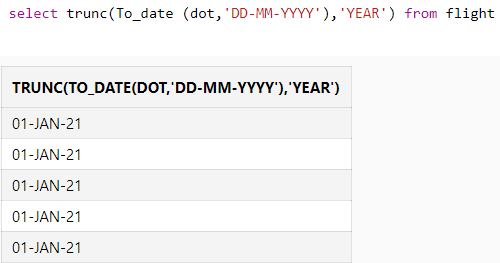 select trunc(To_date (dot,'DD-MM-YYYY'),'YEAR') from flight
TRUNC(TO_DATE(DOT,'DD-MM-YYYY'),'YEAR')
01-JAN-21
01-JAN-21
01-JAN-21
01-JAN-21
01-JAN-21